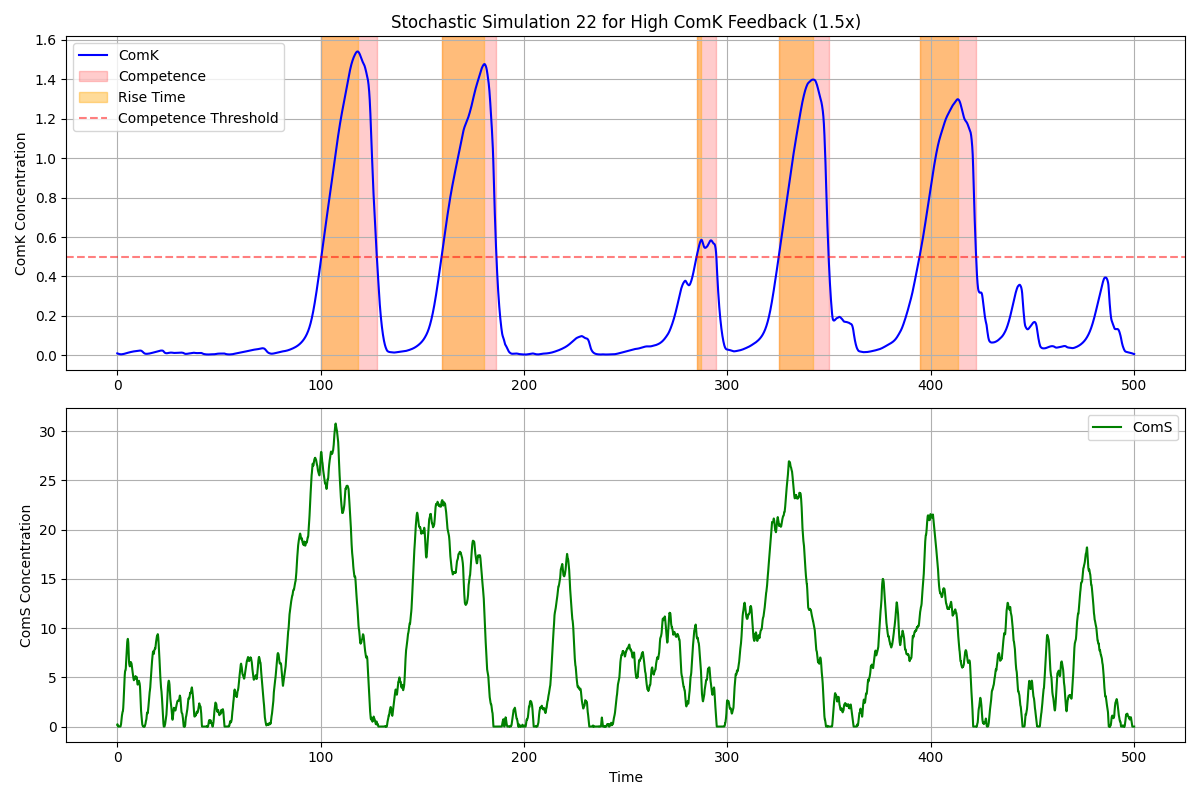 Stochastic Simulation 22 for High ComK Feedback (1.5x)
ComK Concentration
1.6
1.4
1.2
1.0
0.8
0.6
0.4
0.2
0.0
ComK
Competence
Rise Time
Competence Threshold
0 100 200 300 400 500
ComS Concentration
30
25
20
15
10
5
0
ComS
0 100 200 300 400 500
Time